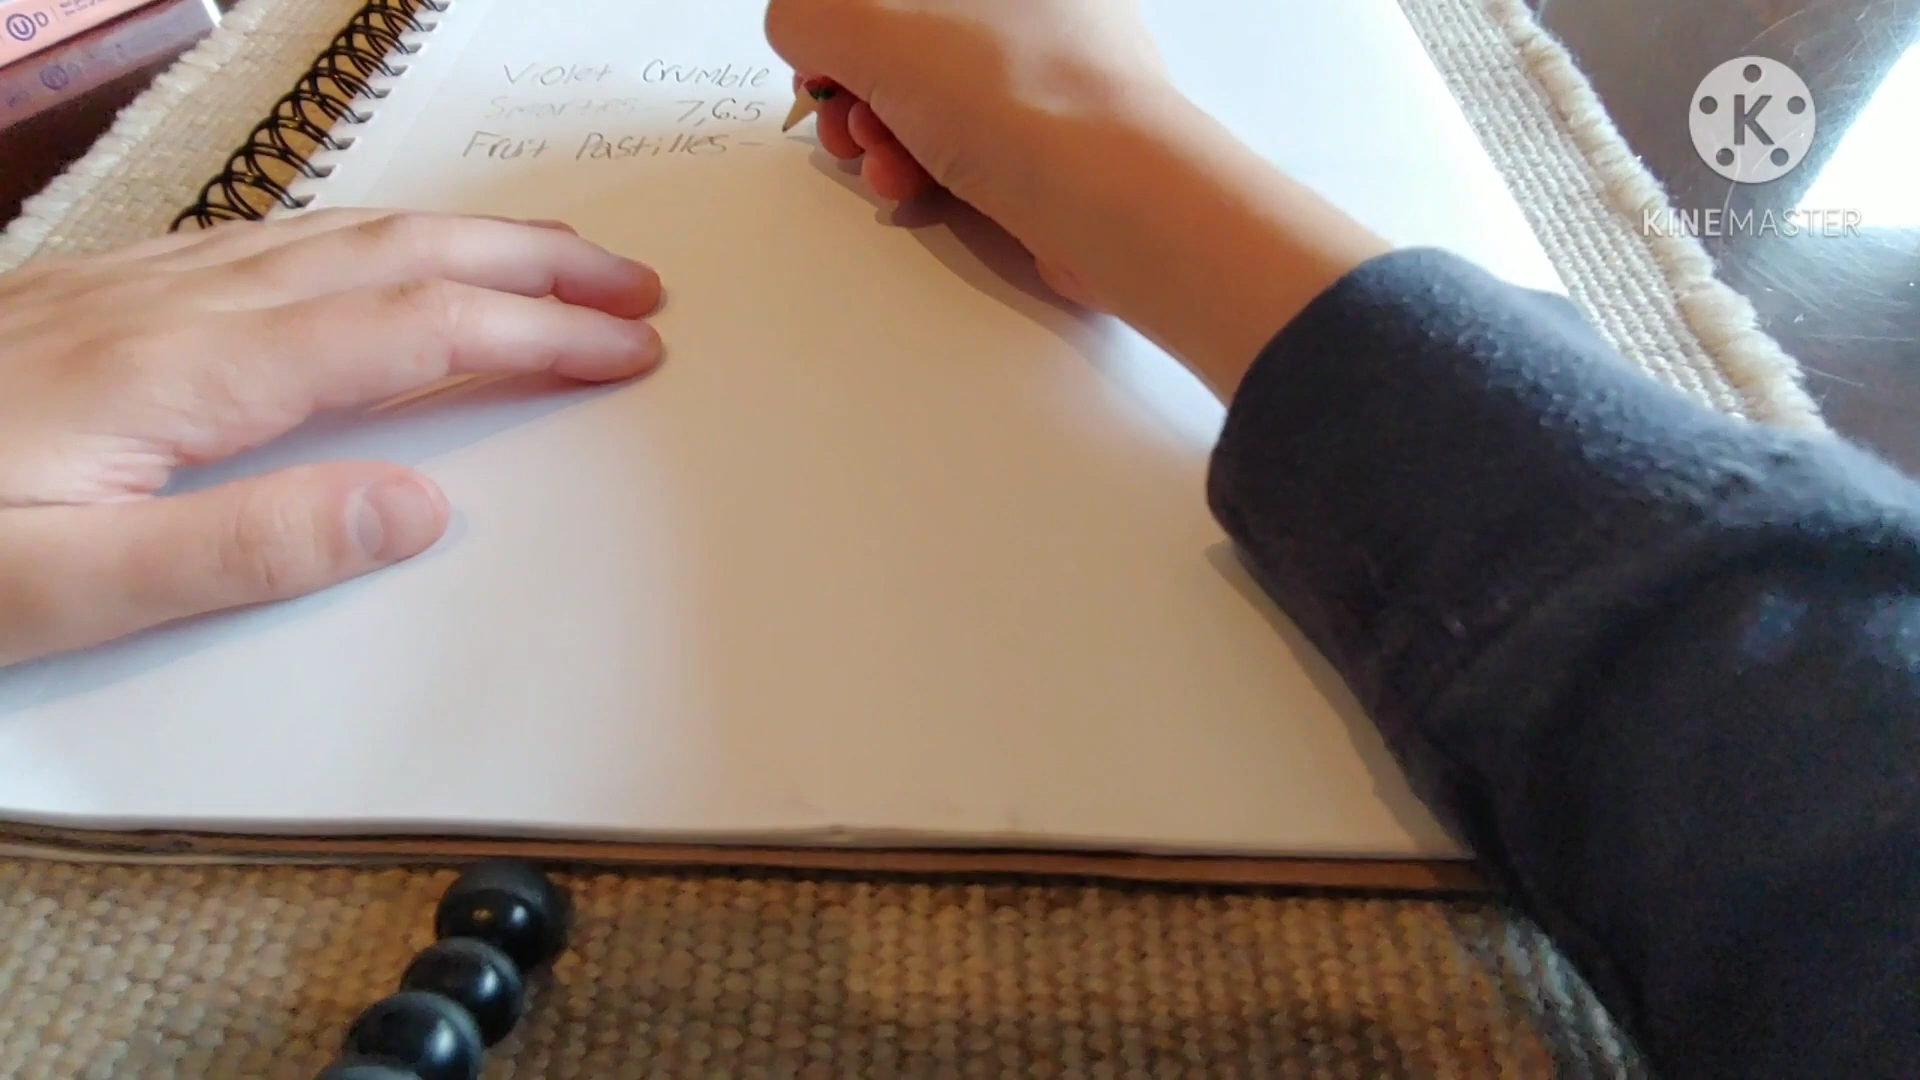 U D
Violet Crumble
Smarties 7,6.5
Fruit Pastilles -
K
KINEMASTER